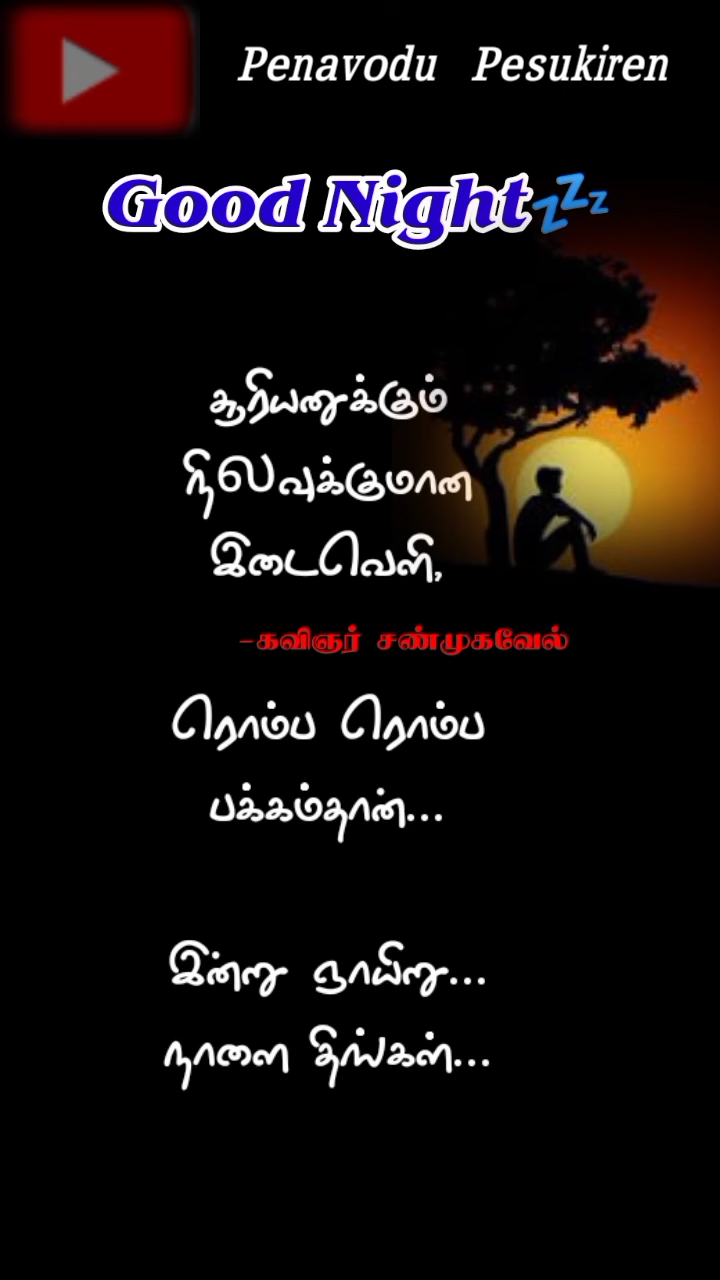 Penavodu Pesukiren
Good Night💤
சூரியனுக்கும்
நிலவுக்குமான
இடைவெளி,
-கவிஞர் சண்முகவேல்
ரொம்ப ரொம்ப
பக்கம்தான்...
இன்று ஞாயிறு...
நாளை திங்கள்...